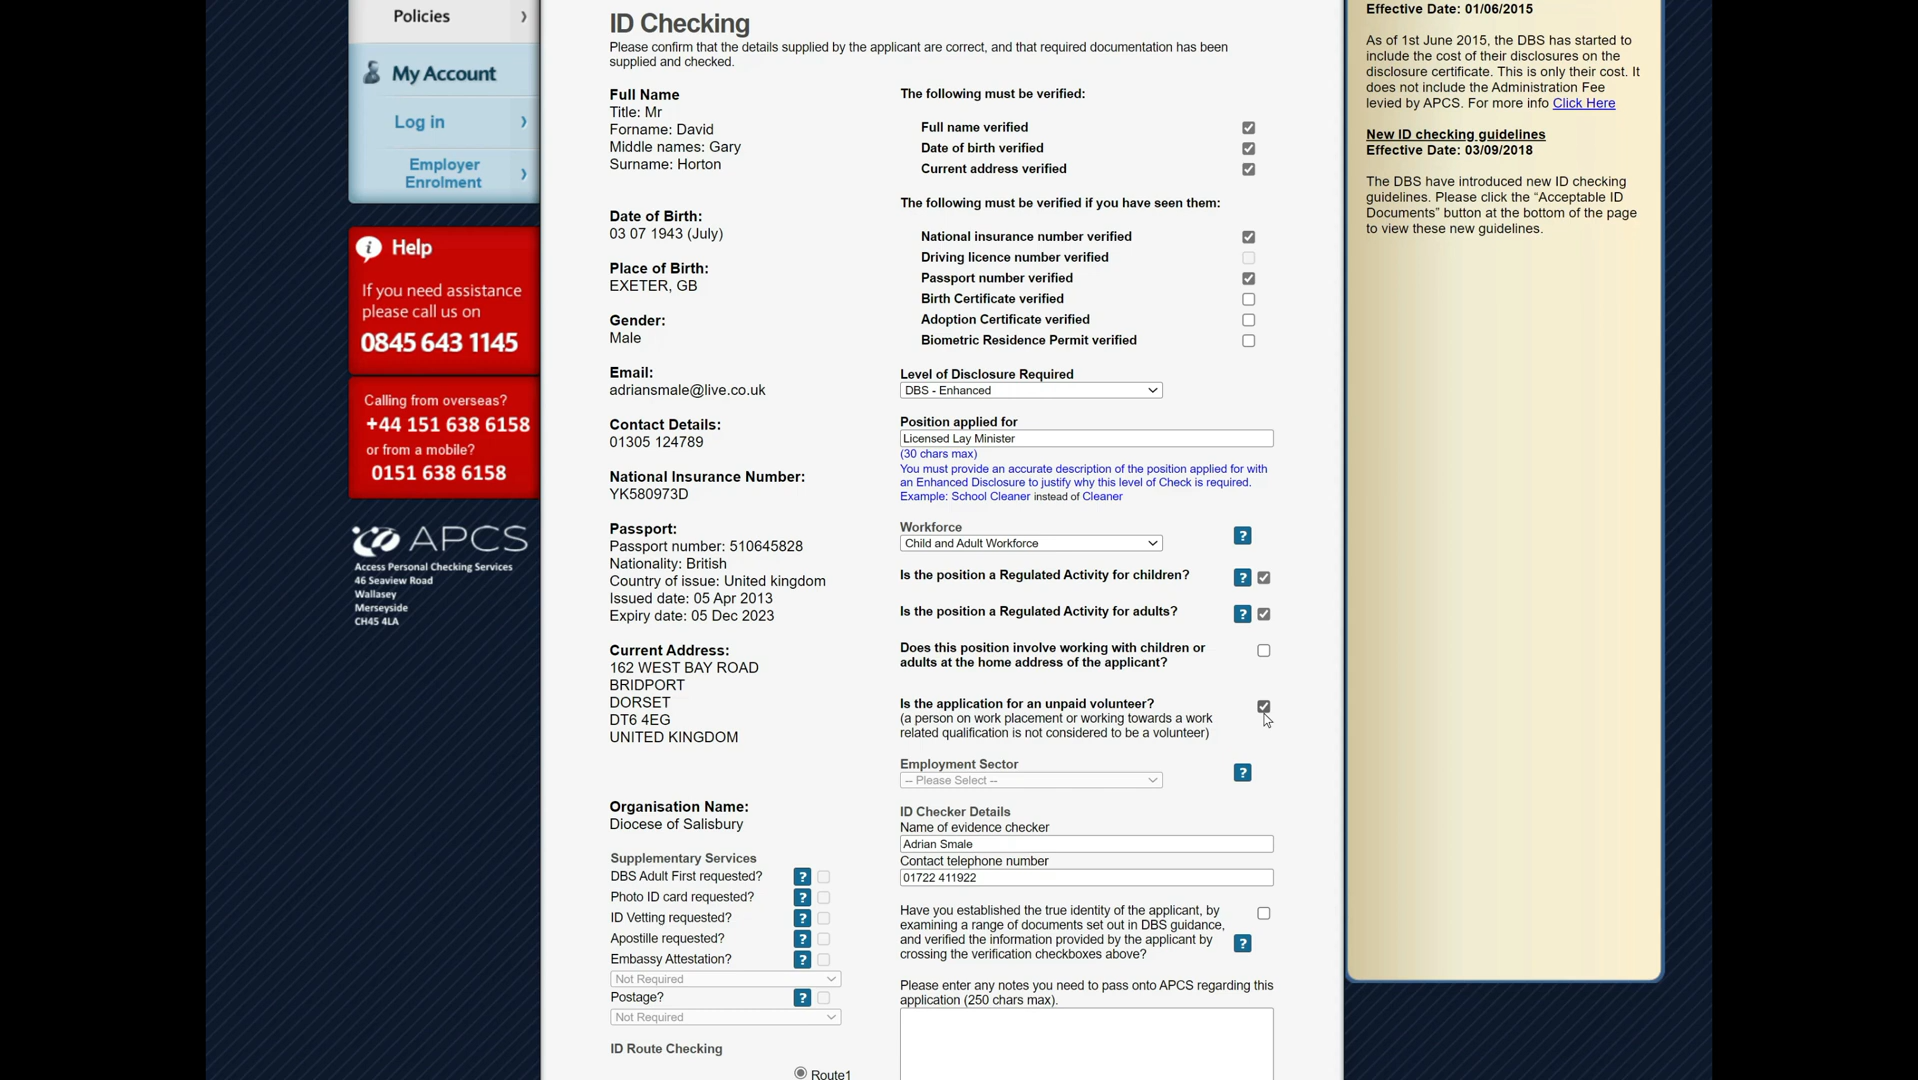 Policies
My Account
Log in
Employer
Enrolment
Help
If you need assistance
please call us on
0845 643 1145
Calling from overseas?
+44 151 638 6158
or from a mobile?
0151 638 6158
APCS
Access Personal Checking Services
46 Seaview Road
Wallasey
Merseyside
CH45 4LA
ID Checking
Please confirm that the details supplied by the applicant are correct, and that required documentation has been
supplied and checked.
Full Name
Title: Mr
Forname: David
Middle names: Gary
Surname: Horton
Date of Birth:
03 07 1943 (July)
Place of Birth:
EXETER, GB
Gender:
Male
Email:
adriansmale@live.co.uk
Contact Details:
01305 124789
National Insurance Number:
YK580973D
Passport:
Passport number: 510645828
Nationality: British
Country of issue: United kingdom
Issued date: 05 Apr 2013
Expiry date: 05 Dec 2023
Current Address:
162 WEST BAY ROAD
BRIDPORT
DORSET
DT6 4EG
UNITED KINGDOM
Organisation Name:
Diocese of Salisbury
Supplementary Services
DBS Adult First requested? ?
Photo ID card requested? ?
ID Vetting requested? ?
Apostille requested? ?
Embassy Attestation? ?
Not Required
Postage? ?
Not Required
ID Route Checking
Route1
The following must be verified:
Full name verified
Date of birth verified
Current address verified
The following must be verified if you have seen them:
National insurance number verified
Driving licence number verified
Passport number verified
Birth Certificate verified
Adoption Certificate verified
Biometric Residence Permit verified
Level of Disclosure Required
DBS - Enhanced
Position applied for
Licensed Lay Minister
(30 chars max)
You must provide an accurate description of the position applied for with
an Enhanced Disclosure to justify why this level of Check is required.
Example: School Cleaner instead of Cleaner
Workforce
Child and Adult Workforce
?
Is the position a Regulated Activity for children? ?
Is the position a Regulated Activity for adults? ?
Does this position involve working with children or
adults at the home address of the applicant?
Is the application for an unpaid volunteer?
(a person on work placement or working towards a work
related qualification is not considered to be a volunteer)
Employment Sector
-- Please Select --
?
ID Checker Details
Name of evidence checker
Adrian Smale
Contact telephone number
01722 411922
Have you established the true identity of the applicant, by
examining a range of documents set out in DBS guidance,
and verified the information provided by the applicant by
crossing the verification checkboxes above?
?
Please enter any notes you need to pass onto APCS regarding this
application (250 chars max).
Effective Date: 01/06/2015
As of 1st June 2015, the DBS has started to
include the cost of their disclosures on the
disclosure certificate. This is only their cost. It
does not include the Administration Fee
levied by APCS. For more info Click Here
New ID checking guidelines
Effective Date: 03/09/2018
The DBS have introduced new ID checking
guidelines. Please click the “Acceptable ID
Documents” button at the bottom of the page
to view these new guidelines.